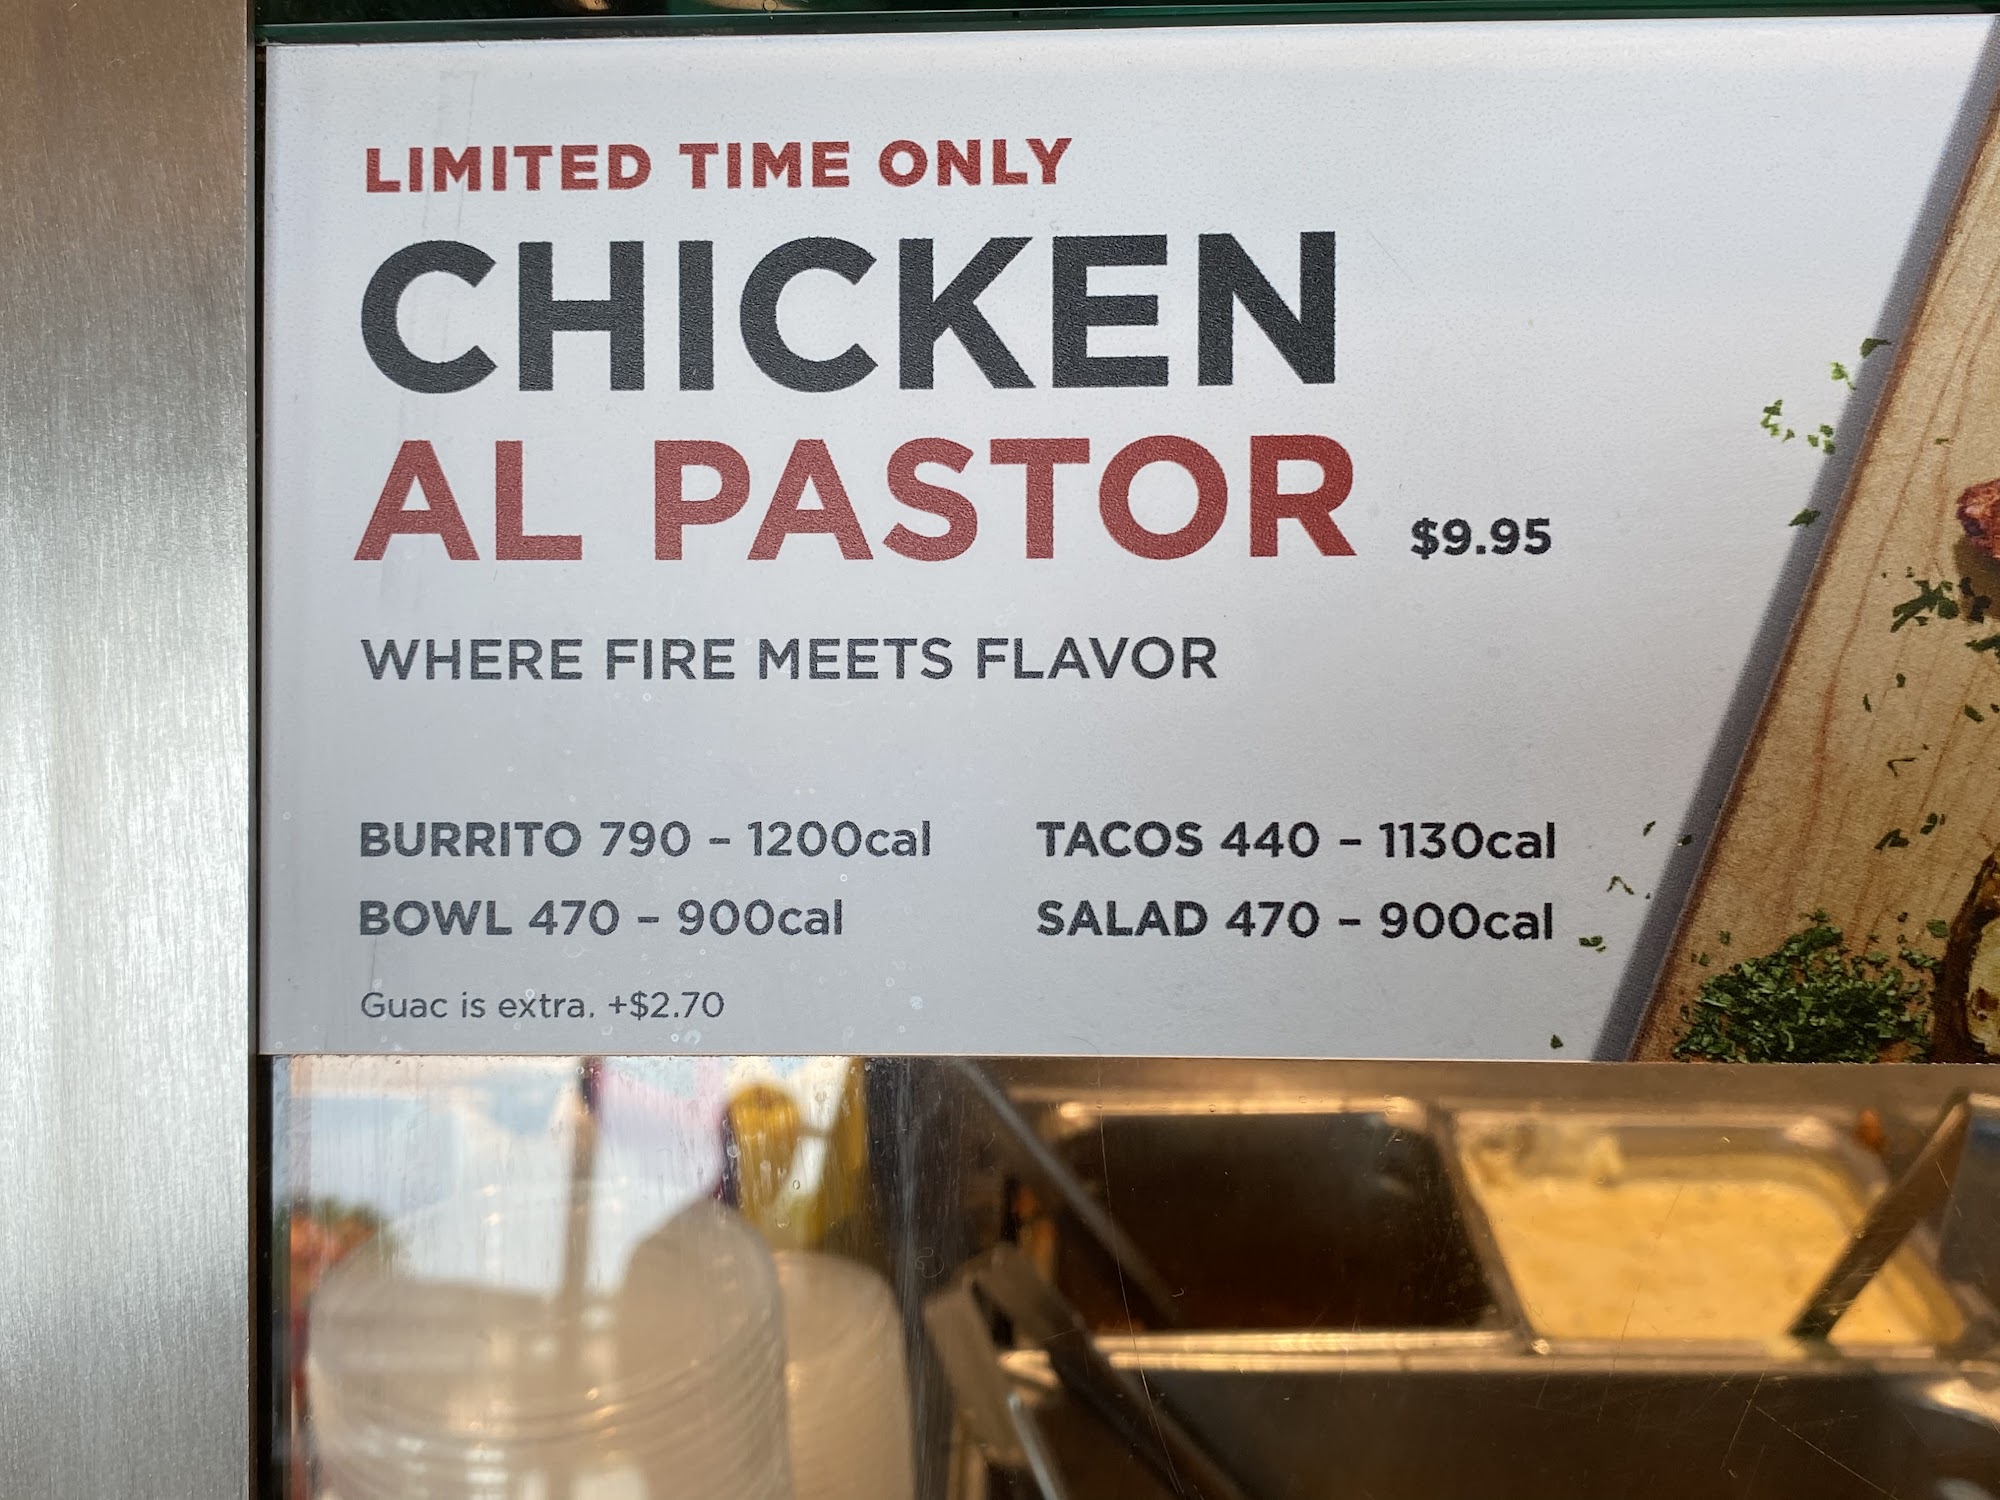 LIMITED TIME ONLY
CHICKEN
AL PASTOR $9.95
WHERE FIRE MEETS FLAVOR
BURRITO 790 – 1200cal TACOS 440 – 1130cal
BOWL 470 – 900cal SALAD 470 – 900cal
Guac is extra. +$2.70